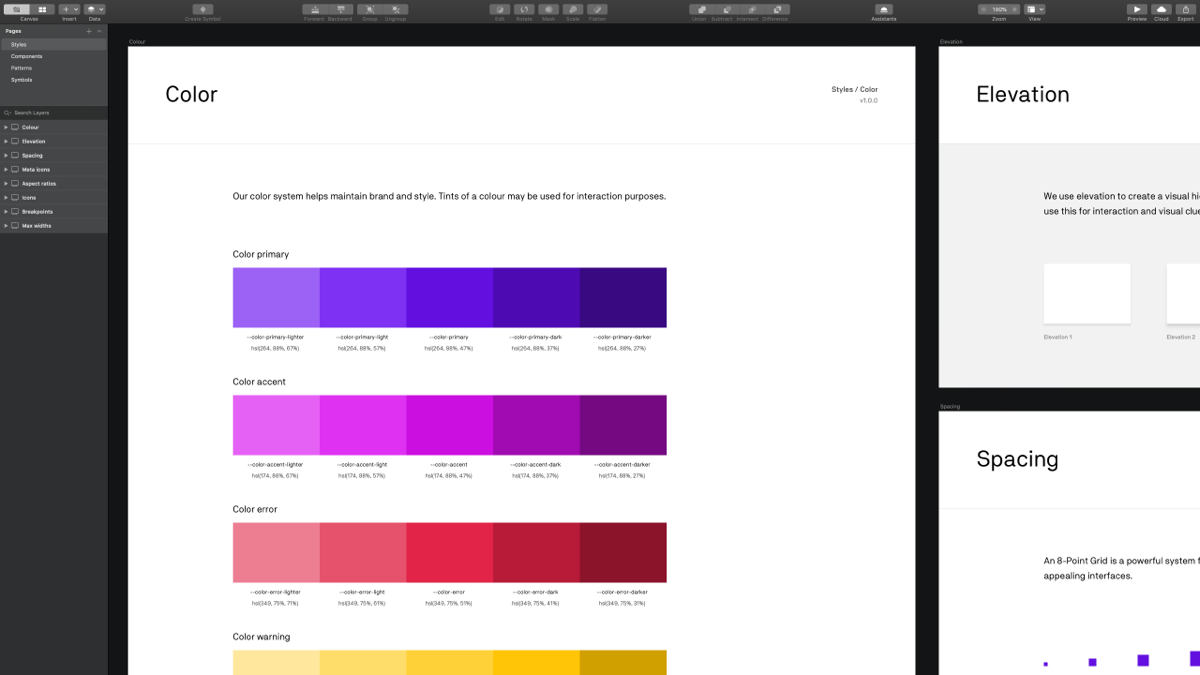 Canvas
Insert
Data
Create Symbol
Forward Backward
Group
Ungroup
Edit
Rotate
Mask
Scale
Flatten
Union
Subtract
Intersect
Difference
Assistants
180%
Zoom
View
Preview
Cloud
Export
Pages
Styles
Components
Patterns
Symbols
Search Layers
Colour
Elevation
Spacing
Meta icons
Aspect ratios
Icons
Breakpoints
Max widths
Colour
Color
Styles / Color
v1.0.0
Our color system helps maintain brand and style. Tints of a colour may be used for interaction purposes.
Color primary
--color-primary-lighter
--color-primary-light
--color-primary
--color-primary-dark
--color-primary-darker
hsl(264, 88%, 67%)
hsl(264, 88%, 57%)
hsl(264, 88%, 47%)
hsl(264, 88%, 37%)
hsl(264, 88%, 27%)
Color accent
--color-accent-lighter
--color-accent-light
--color-accent
--color-accent-dark
--color-accent-darker
hsl(174, 88%, 67%)
hsl(174, 88%, 57%)
hsl(174, 88%, 47%)
hsl(174, 88%, 37%)
hsl(174, 88%, 27%)
Color error
--color-error-lighter
--color-error-light
--color-error
--color-error-dark
--color-error-darker
hsl(349, 75%, 71%)
hsl(349, 75%, 61%)
hsl(349, 75%, 51%)
hsl(349, 75%, 41%)
hsl(349, 75%, 31%)
Color warning
Elevation
Elevation
We use elevation to create a visual hi
use this for interaction and visual clue
Elevation 1
Elevation 2
Spacing
Spacing
An 8-Point Grid is a powerful system f
appealing interfaces.